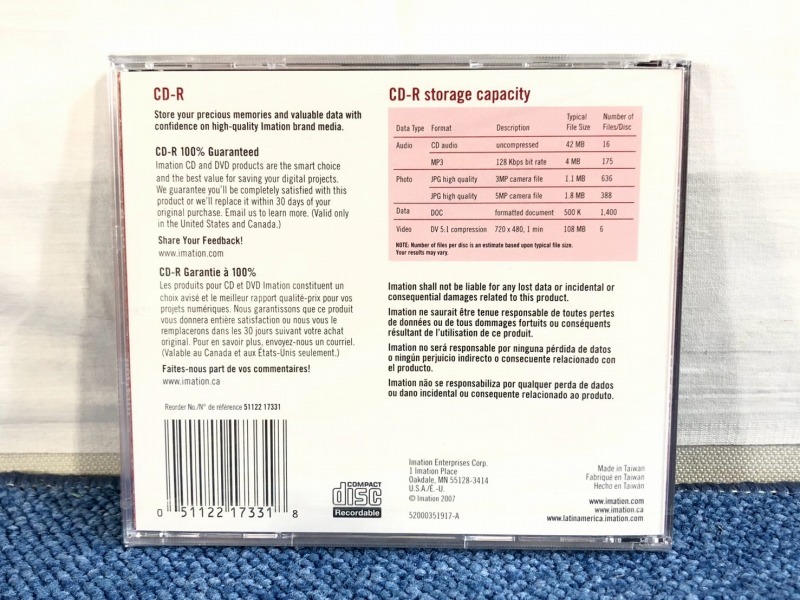 CD-R
Store your precious memories and valuable data with
confidence on high-quality Imation brand media.
CD-R 100% Guaranteed
Imation CD and DVD products are the smart choice
and the best value for saving your digital projects.
We guarantee you'll be completely satisfied with this
product or we'll replace it within 30 days of your
original purchase. Email us to learn more. (Valid only
in the United States and Canada.)
Share Your Feedback!
www.imation.com
CD-R Garantie à 100%
Les produits pour CD et DVD Imation constituent un
choix avisé et le meilleur rapport qualité-prix pour vos
projets numériques. Nous garantissons que ce produit
vous donnera entière satisfaction ou nous vous le
remplacerons dans les 30 jours suivant votre achat
original. Pour en savoir plus, envoyez-nous un courriel.
(Valable au Canada et aux États-Unis seulement.)
Faites-nous part de vos commentaires!
www.imation.ca
Reorder No./N° de référence 51122 17331
0 51122 17331 8
COMPACT
disc
Recordable
CD-R storage capacity
Data Type Format Description Typical File Size Number of Files/Disc
Audio CD audio uncompressed 42 MB 16
MP3 128 Kbps bit rate 4 MB 175
Photo JPG high quality 3MP camera file 1.1 MB 636
JPG high quality 5MP camera file 1.8 MB 388
Data DOC formatted document 500 K 1,400
Video DV 5:1 compression 720 x 480, 1 min 108 MB 6
NOTE: Number of files per disc is an estimate based upon typical file size.
Your results may vary.
Imation shall not be liable for any lost data or incidental or
consequential damages related to this product.
Imation ne saurait être tenue responsable de toutes pertes
de données ou de tous dommages fortuits ou conséquents
résultant de l'utilisation de ce produit.
Imation no será responsable por ninguna pérdida de datos
o ningún perjuicio indirecto o consecuente relacionado con
el producto.
Imation não se responsabiliza por qualquer perda de dados
ou dano incidental ou consequente relacionado ao produto.
Imation Enterprises Corp.
1 Imation Place
Oakdale, MN 55128-3414
U.S.A./E.-U.
© Imation 2007
52000351917-A
Made in Taiwan
Fabriqué en Taiwan
Hecho en Taiwán
www.imation.com
www.imation.ca
www.latinamerica.imation.com